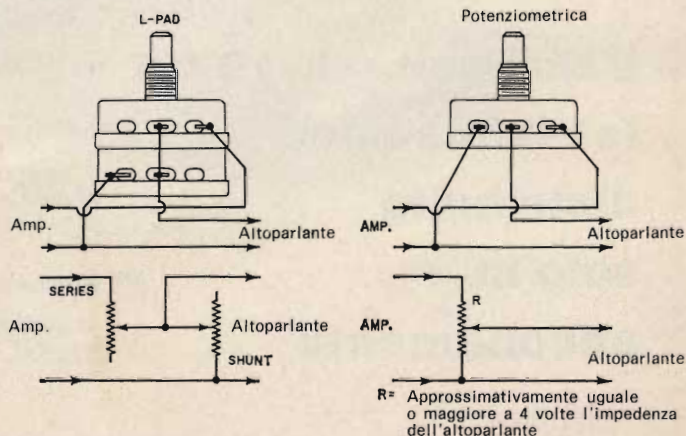 L-PAD
Potenziometrica
Amp.
Altoparlante
AMP.
Altoparlante
SERIES
Amp.
Altoparlante
SHUNT
AMP.
R
Altoparlante
R= Approssimativamente uguale
o maggiore a 4 volte l'impedenza
dell'altoparlante